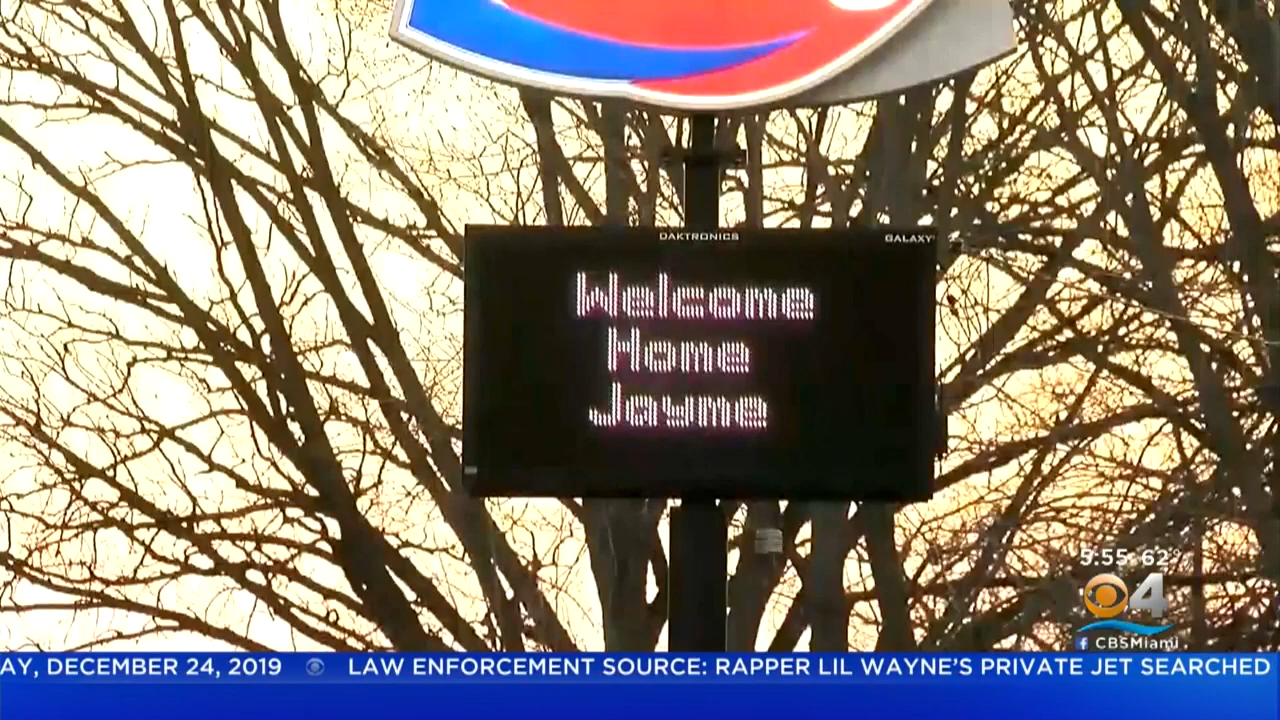 DAKTRONICS GALAXY
Welcome
Home
Jayme
5:55 62°
4
CBSMiami
AY, DECEMBER 24, 2019 LAW ENFORCEMENT SOURCE: RAPPER LIL WAYNE'S PRIVATE JET SEARCHED